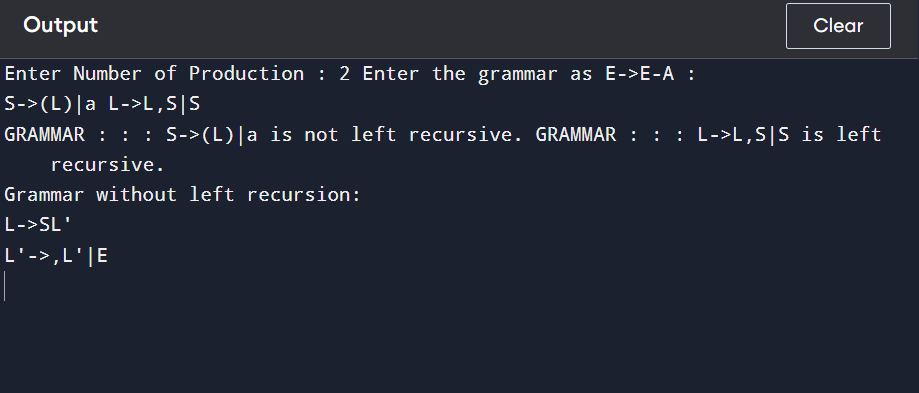 Output
Clear
Enter Number of Production : 2 Enter the grammar as E->E-A :
S->(L)|a L->L,S|S
GRAMMAR : : : S->(L)|a is not left recursive. GRAMMAR : : : L->L,S|S is left
recursive.
Grammar without left recursion:
L->SL'
L'->,L'|E